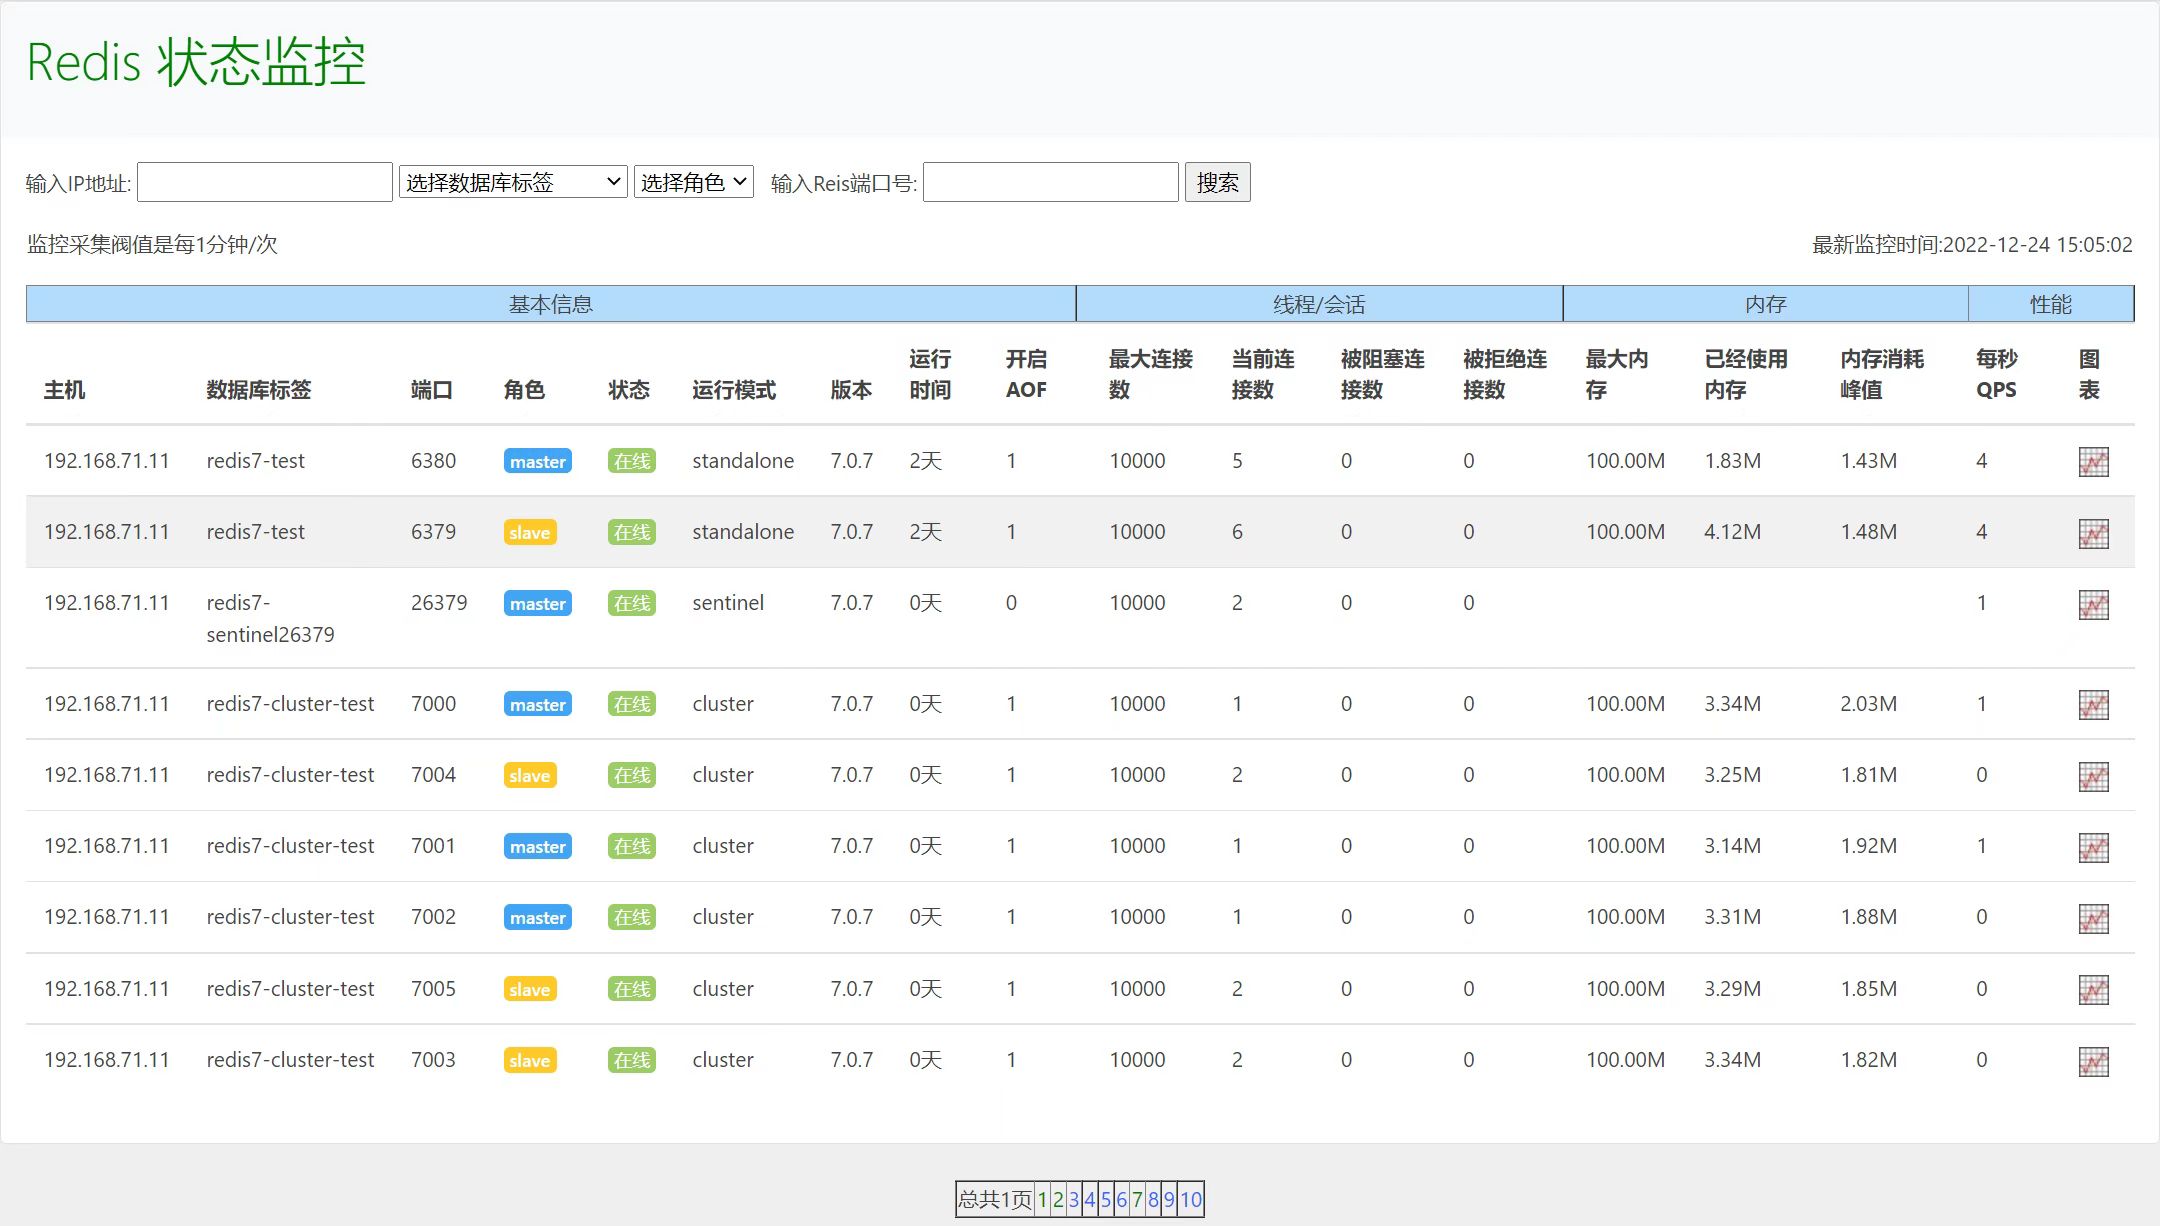 Redis 状态监控
输入IP地址: 选择数据库标签 选择角色 输入Reis端口号: 搜索
监控采集阀值是每1分钟/次 最新监控时间:2022-12-24 15:05:02
基本信息 线程/会话 内存 性能
主机 数据库标签 端口 角色 状态 运行模式 版本 运行时间 开启AOF 最大连接数 当前连接数 被阻塞连接数 被拒绝连接数 最大内存 已经使用内存 内存消耗峰值 每秒QPS 图表
192.168.71.11 redis7-test 6380 master 在线 standalone 7.0.7 2天 1 10000 5 0 0 100.00M 1.83M 1.43M 4
192.168.71.11 redis7-test 6379 slave 在线 standalone 7.0.7 2天 1 10000 6 0 0 100.00M 4.12M 1.48M 4
192.168.71.11 redis7-sentinel26379 26379 master 在线 sentinel 7.0.7 0天 0 10000 2 0 0 1
192.168.71.11 redis7-cluster-test 7000 master 在线 cluster 7.0.7 0天 1 10000 1 0 0 100.00M 3.34M 2.03M 1
192.168.71.11 redis7-cluster-test 7004 slave 在线 cluster 7.0.7 0天 1 10000 2 0 0 100.00M 3.25M 1.81M 0
192.168.71.11 redis7-cluster-test 7001 master 在线 cluster 7.0.7 0天 1 10000 1 0 0 100.00M 3.14M 1.92M 1
192.168.71.11 redis7-cluster-test 7002 master 在线 cluster 7.0.7 0天 1 10000 1 0 0 100.00M 3.31M 1.88M 0
192.168.71.11 redis7-cluster-test 7005 slave 在线 cluster 7.0.7 0天 1 10000 2 0 0 100.00M 3.29M 1.85M 0
192.168.71.11 redis7-cluster-test 7003 slave 在线 cluster 7.0.7 0天 1 10000 2 0 0 100.00M 3.34M 1.82M 0
总共1页 1 2 3 4 5 6 7 8 9 10